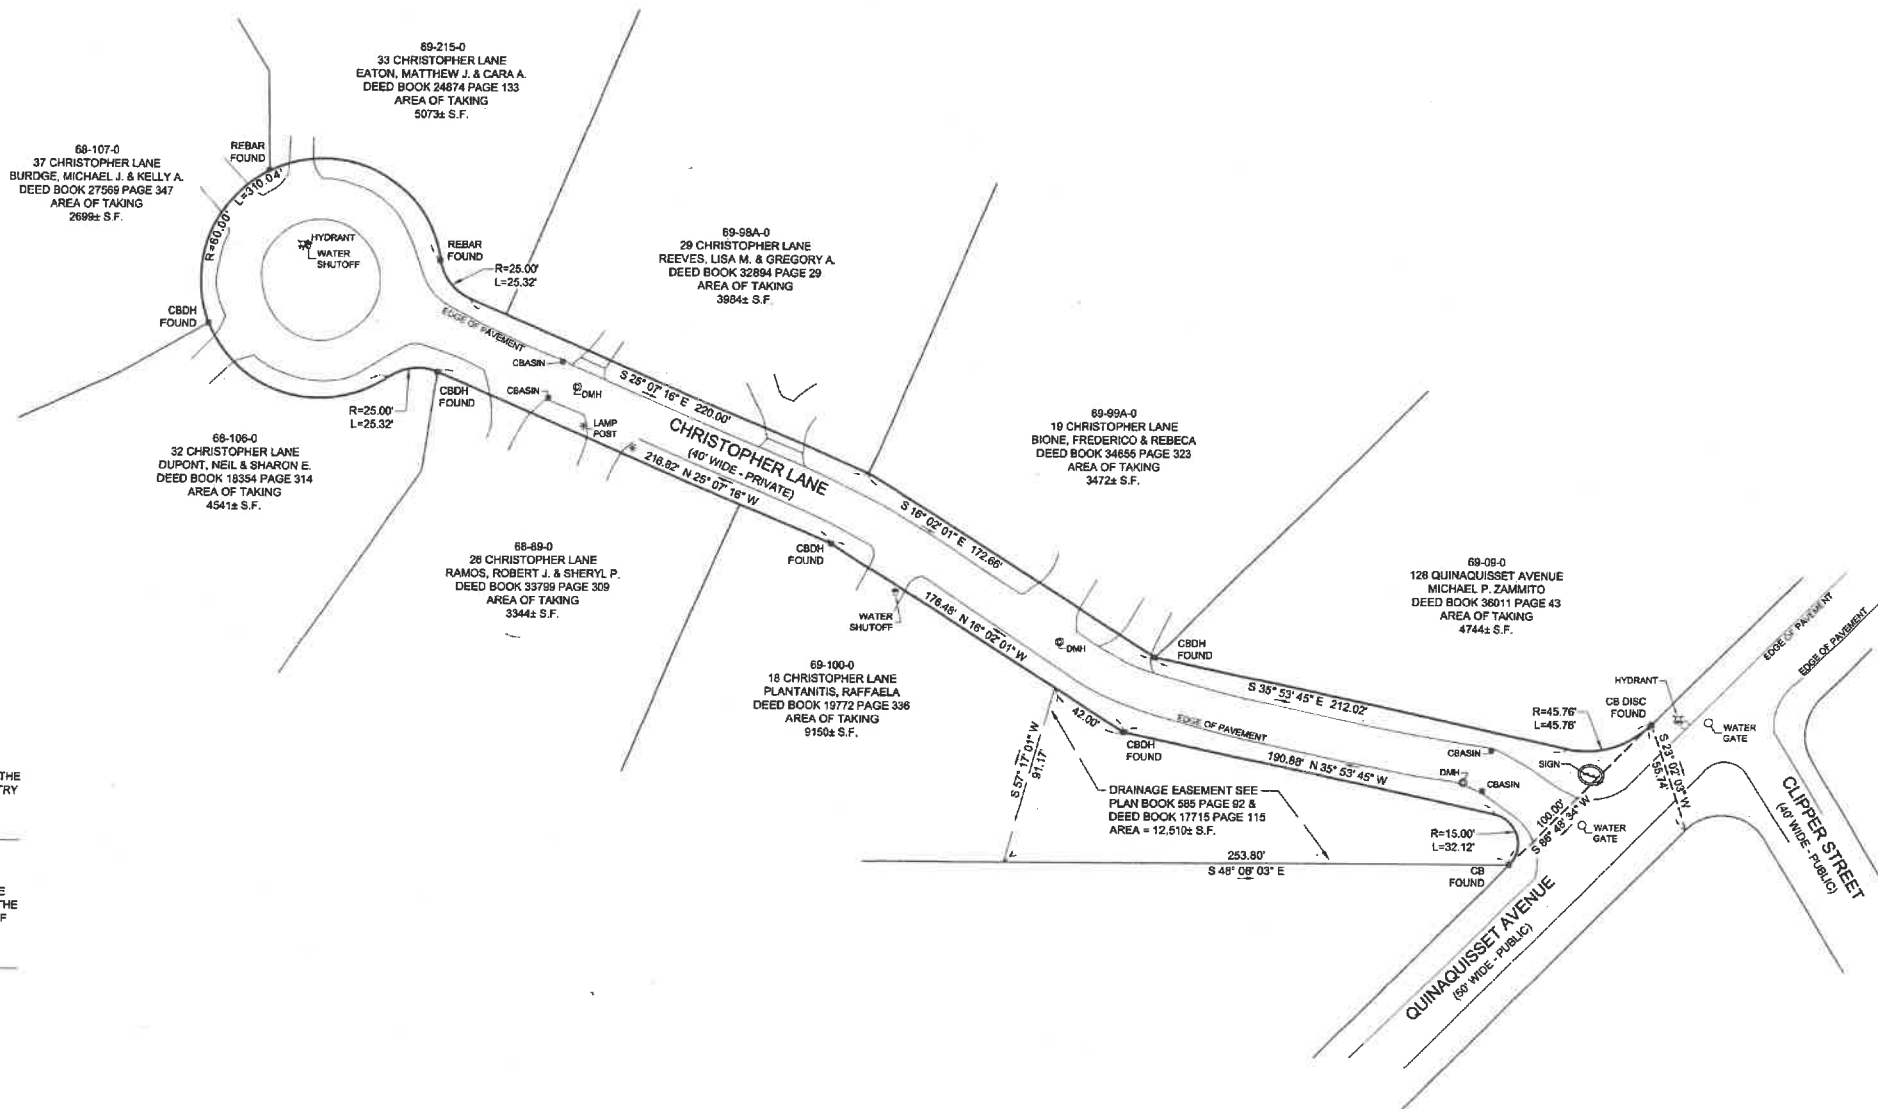 69-215-0
33 CHRISTOPHER LANE
EATON, MATTHEW J. & CARA A.
DEED BOOK 24874 PAGE 133
AREA OF TAKING
5073± S.F.
68-107-0
37 CHRISTOPHER LANE
BURDGE, MICHAEL J. & KELLY A.
DEED BOOK 27569 PAGE 347
AREA OF TAKING
2699± S.F.
REBAR
FOUND
L=310.04'
R=60.00'
HYDRANT
WATER
SHUTOFF
REBAR
FOUND
R=25.00'
L=25.32'
69-98A-0
29 CHRISTOPHER LANE
REEVES, LISA M. & GREGORY A.
DEED BOOK 32894 PAGE 29
AREA OF TAKING
3984± S.F.
CBDH
FOUND
EDGE OF PAVEMENT
CBASIN
CBASIN
DMH
LAMP
POST
CBDH
FOUND
R=25.00'
L=25.32'
S 25° 07' 16" E 220.00'
CHRISTOPHER LANE
(40' WIDE - PRIVATE)
216.82' N 25° 07' 16" W
68-106-0
32 CHRISTOPHER LANE
DUPONT, NEIL & SHARON E.
DEED BOOK 18354 PAGE 314
AREA OF TAKING
4541± S.F.
69-99A-0
19 CHRISTOPHER LANE
BIONE, FREDERICO & REBECA
DEED BOOK 34655 PAGE 323
AREA OF TAKING
3472± S.F.
S 16° 02' 01" E 172.66'
68-89-0
26 CHRISTOPHER LANE
RAMOS, ROBERT J. & SHERYL P.
DEED BOOK 33799 PAGE 309
AREA OF TAKING
3344± S.F.
CBDH
FOUND
WATER
SHUTOFF
176.48' N 16° 02' 01" W
DMH
CBDH
FOUND
69-09-0
126 QUINAQUISSET AVENUE
MICHAEL P. ZAMMITO
DEED BOOK 36011 PAGE 43
AREA OF TAKING
4744± S.F.
EDGE OF PAVEMENT
EDGE OF PAVEMENT
69-100-0
18 CHRISTOPHER LANE
PLANTANITIS, RAFFAELA
DEED BOOK 19772 PAGE 336
AREA OF TAKING
9150± S.F.
S 35° 53' 45" E 212.02'
HYDRANT
CB DISC
FOUND
R=45.76'
L=45.76'
WATER
GATE
42.00'
EDGE OF PAVEMENT
CBDH
FOUND
190.88' N 35° 53' 45" W
CBASIN
DMH
CBASIN
SIGN
S 23° 02' 03" W
55.74'
S 57° 17' 01" W
91.17'
DRAINAGE EASEMENT SEE
PLAN BOOK 585 PAGE 92 &
DEED BOOK 17715 PAGE 115
AREA = 12,510± S.F.
100.00'
S 86° 48' 34" W
WATER
GATE
R=15.00'
L=32.12'
CLIPPER STREET
(40' WIDE - PUBLIC)
253.80'
S 48° 06' 03" E
CB
FOUND
QUINAQUISSET AVENUE
(50' WIDE - PUBLIC)
THE
TRY
THE
F